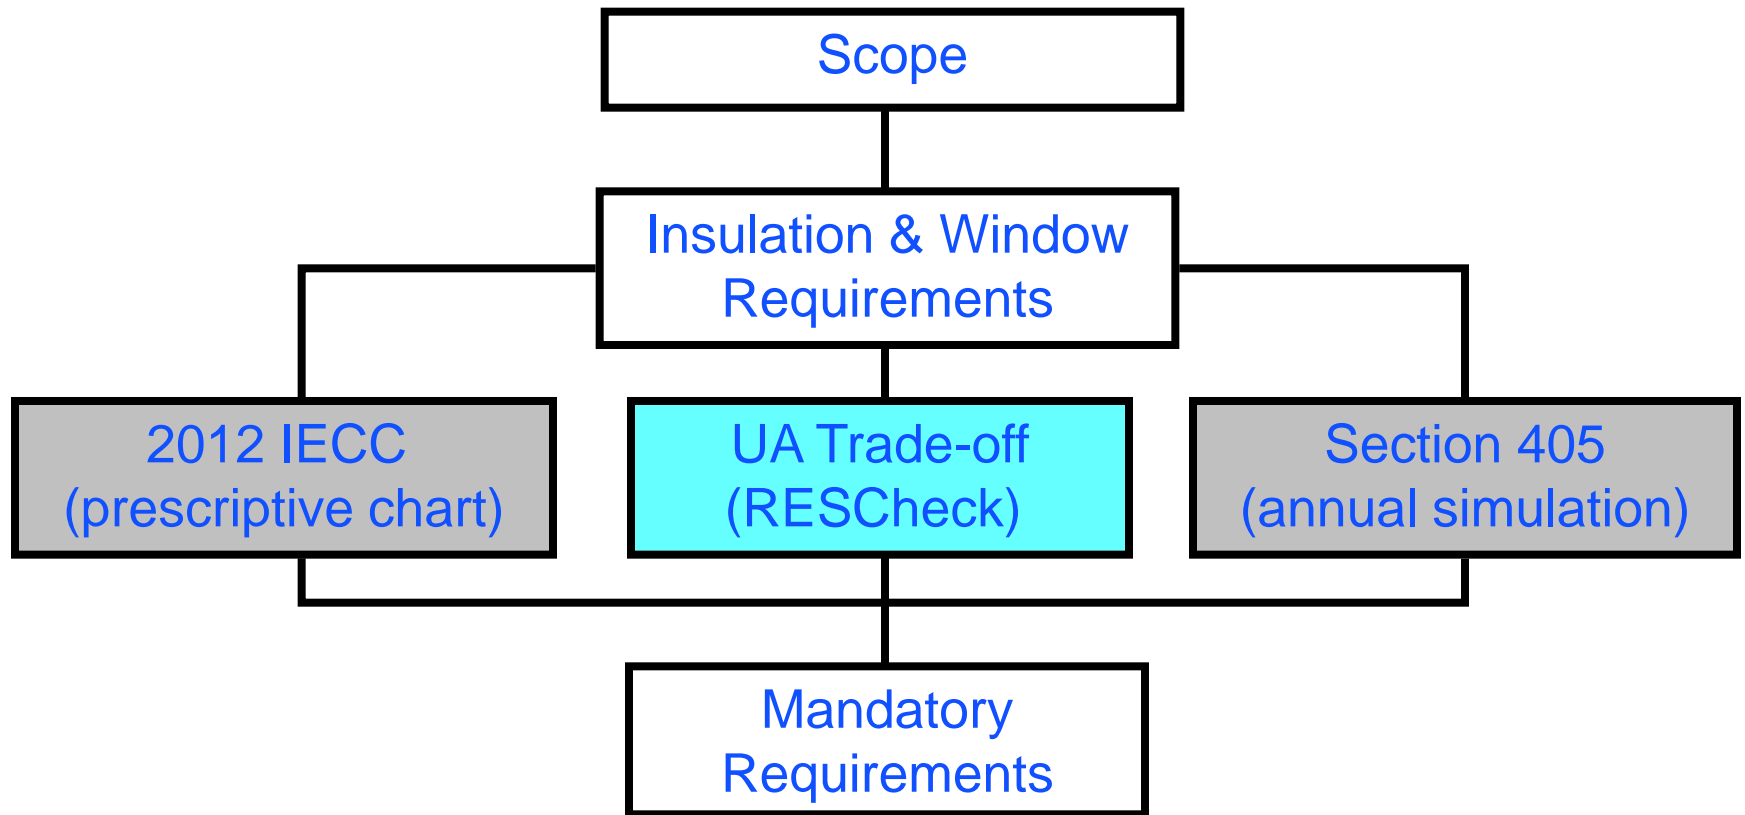 Scope
Insulation & Window
Requirements
2012 IECC
(prescriptive chart)
UA Trade-off
(RESCheck)
Section 405
(annual simulation)
Mandatory
Requirements